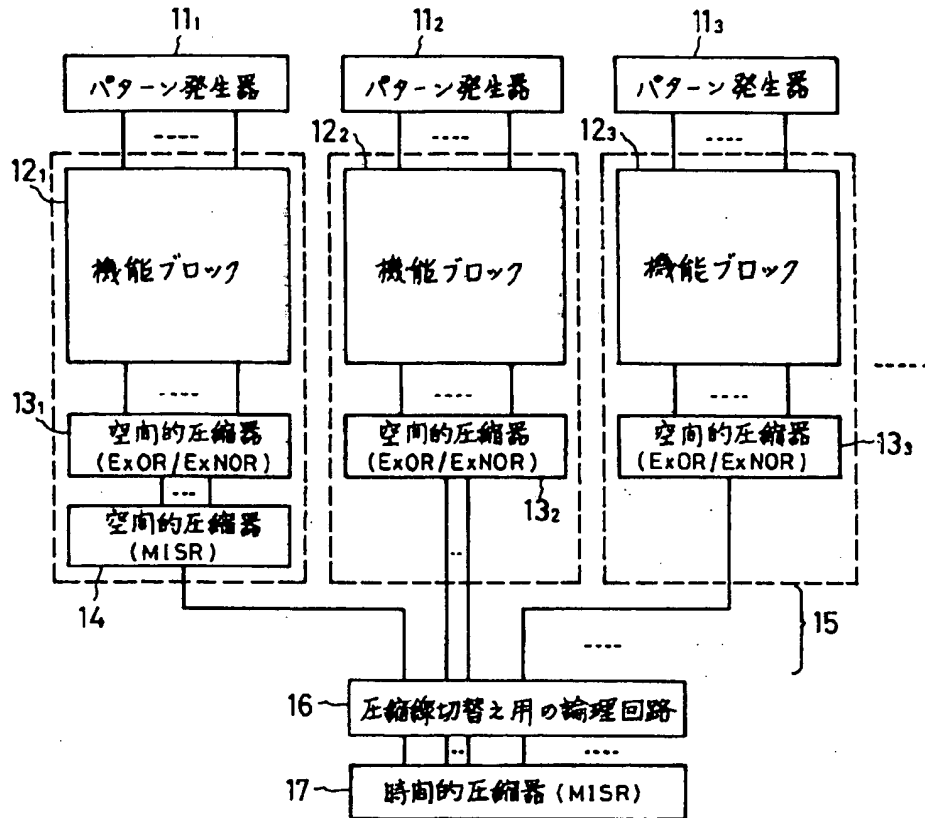 11₁ 11₂ 11₃
パターン発生器 パターン発生器 パターン発生器
12₁ 12₂ 12₃
機能ブロック 機能ブロック 機能ブロック
13₁ 空間的圧縮器 空間的圧縮器 空間的圧縮器 13₃
(ExOR/ExNOR) (ExOR/ExNOR) (ExOR/ExNOR)
13₂
空間的圧縮器
(MISR)
14
15
16 圧縮線切替え用の論理回路
17 時間的圧縮器(MISR)